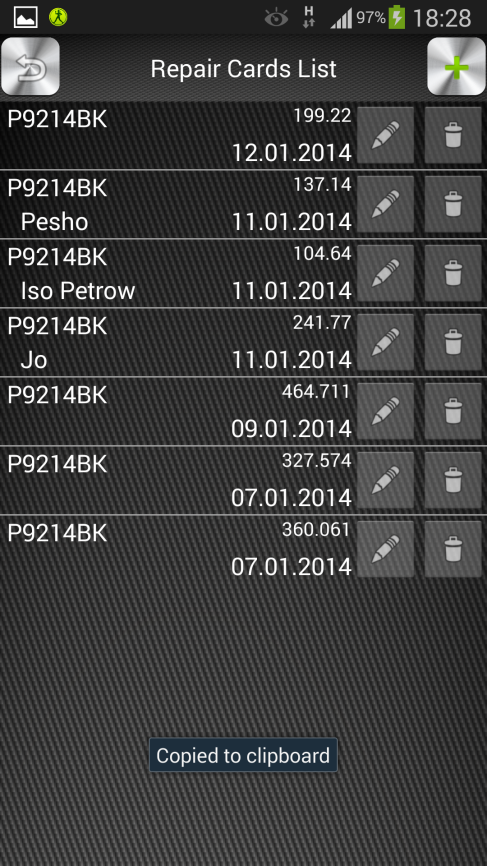 H 97% 18:28
Repair Cards List
P9214BK 199.22
12.01.2014
P9214BK 137.14
Pesho 11.01.2014
P9214BK 104.64
Iso Petrow 11.01.2014
P9214BK 241.77
Jo 11.01.2014
P9214BK 464.711
09.01.2014
P9214BK 327.574
07.01.2014
P9214BK 360.061
07.01.2014
Copied to clipboard